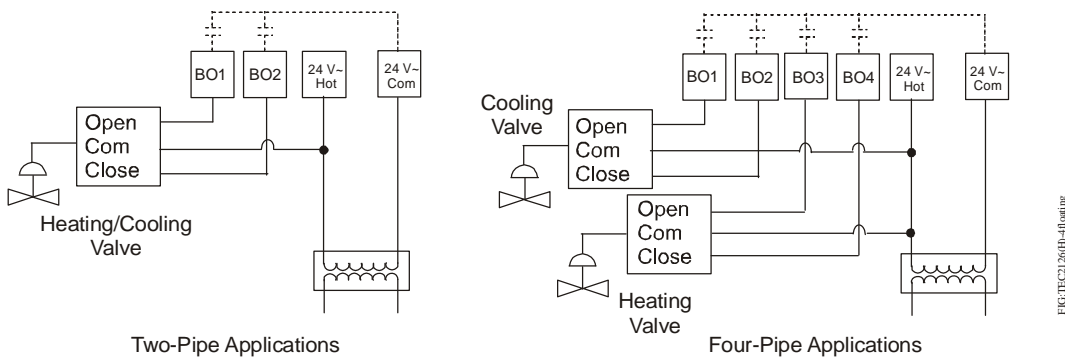 BO1
BO2
24 V~
Hot
24 V~
Com
Open
Com
Close
Heating/Cooling
Valve
Two-Pipe Applications
BO1
BO2
BO3
BO4
24 V~
Hot
24 V~
Com
Cooling
Valve
Open
Com
Close
Open
Com
Close
Heating
Valve
Four-Pipe Applications
FIG:TEC2126(H)-4floating